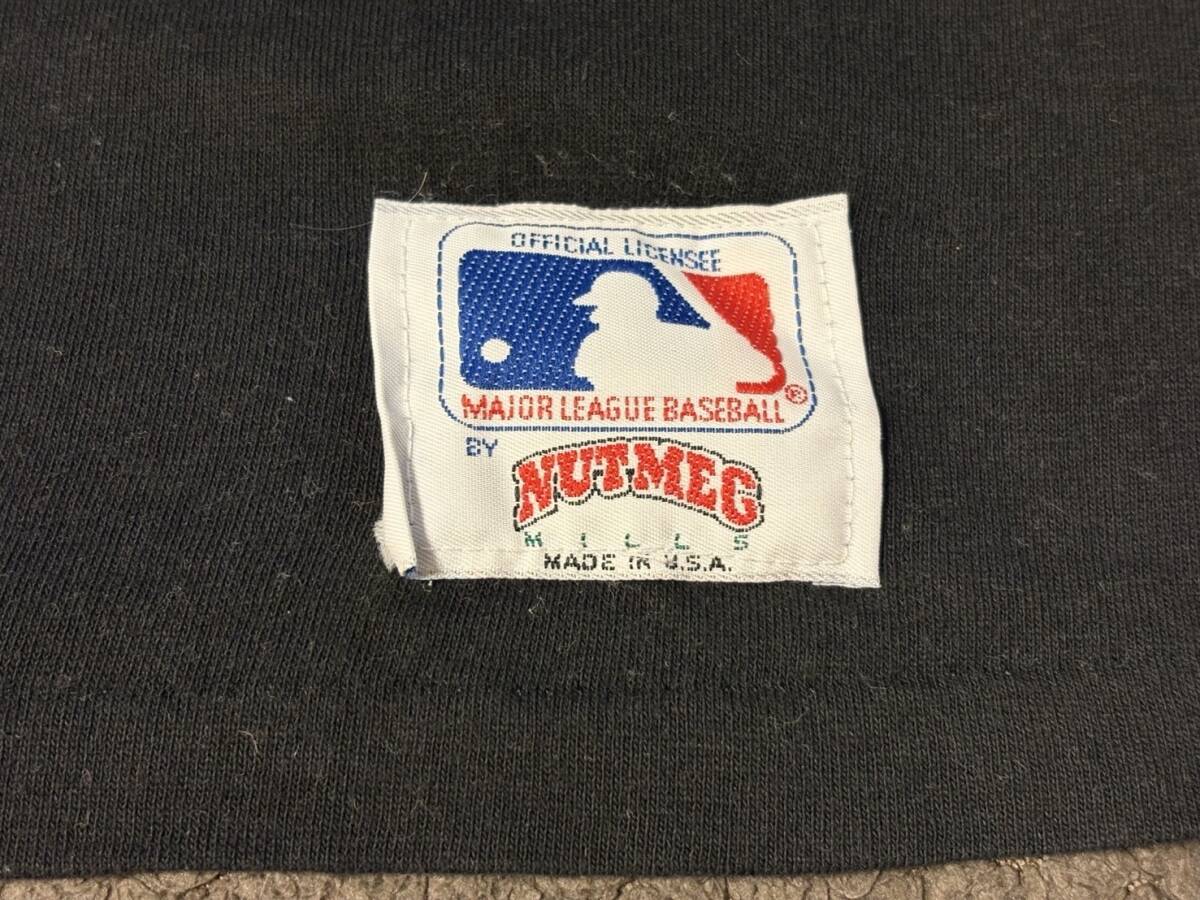 OFFICIAL LICENSEE
MAJOR LEAGUE BASEBALL ®
BY
NUTMEG
MILLS
MADE IN U.S.A.